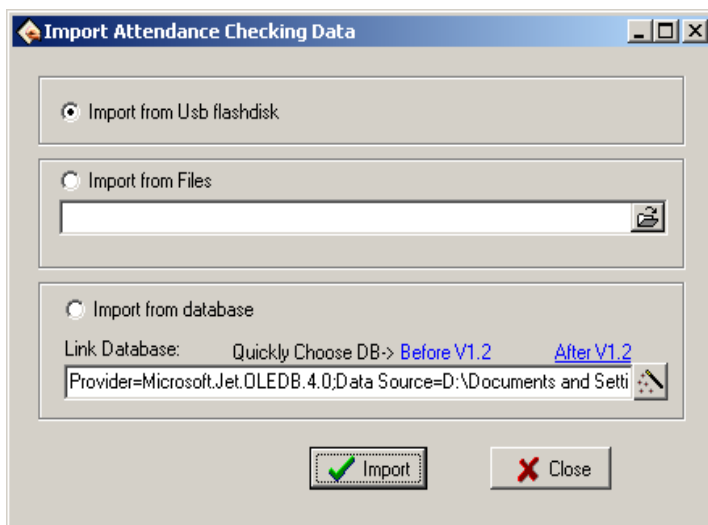 Import Attendance Checking Data
Import from Usb flashdisk
Import from Files
Import from database
Link Database: Quickly Choose DB-> Before V1.2 After V1.2
Provider=Microsoft.Jet.OLEDB.4.0;Data Source=D:\Documents and Setti
Import Close